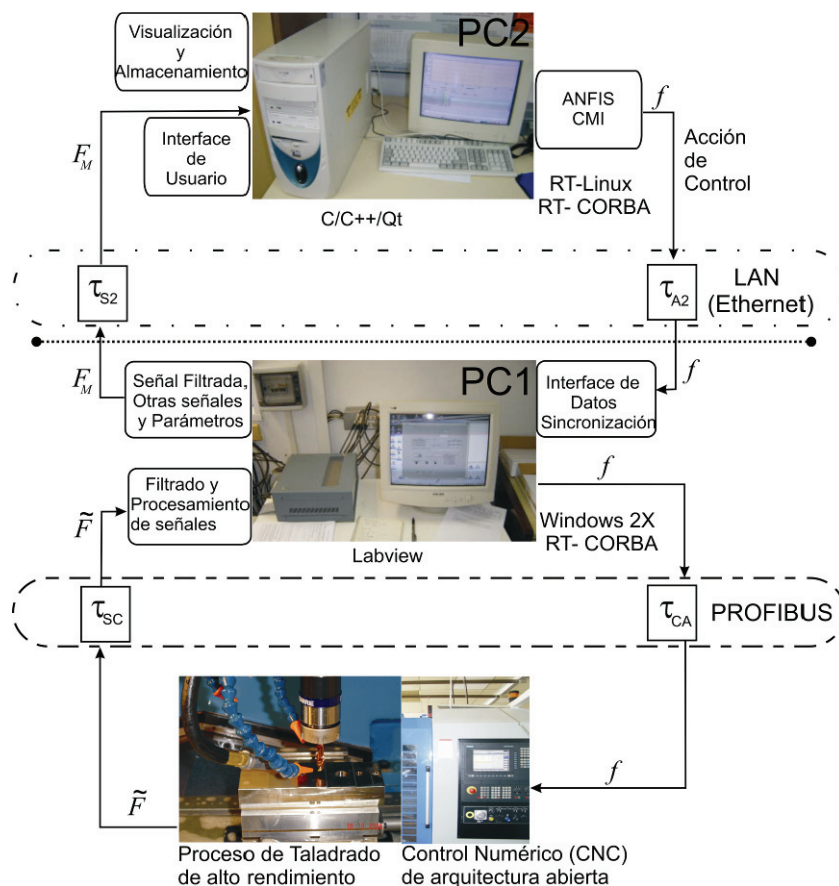 Visualización
y
Almacenamiento
PC2
Interface
de
Usuario
ANFIS
CMI
f
F_M
Acción
de
Control
RT-Linux
RT- CORBA
C/C++/Qt
τ_S2
τ_A2
LAN
(Ethernet)
F_M
Señal Filtrada,
Otras señales
y Parámetros
PC1
Interface de
Datos
Sincronización
f
Filtrado y
Procesamiento
de señales
F̃
f
Windows 2X
RT- CORBA
Labview
τ_SC
τ_CA
PROFIBUS
F̃
f
Proceso de Taladrado
de alto rendimiento
Control Numérico (CNC)
de arquitectura abierta